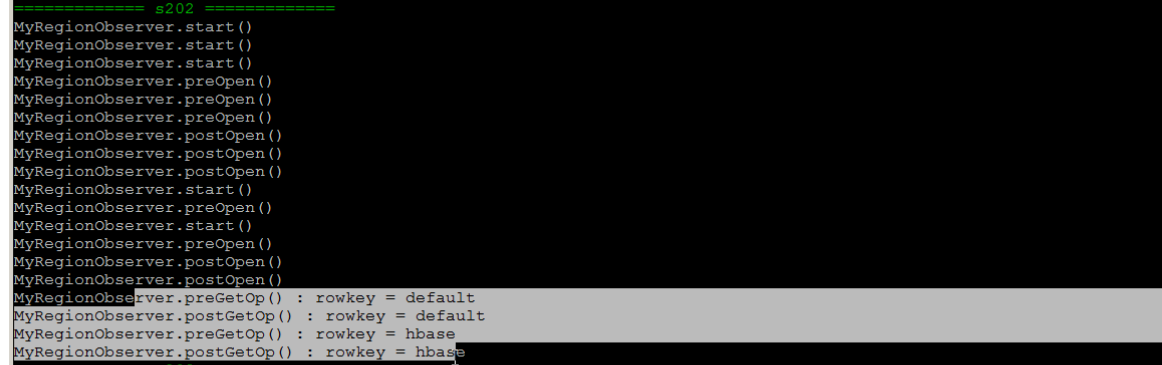 ============= s202 =============
MyRegionObserver.start()
MyRegionObserver.start()
MyRegionObserver.start()
MyRegionObserver.preOpen()
MyRegionObserver.preOpen()
MyRegionObserver.preOpen()
MyRegionObserver.postOpen()
MyRegionObserver.postOpen()
MyRegionObserver.postOpen()
MyRegionObserver.start()
MyRegionObserver.preOpen()
MyRegionObserver.start()
MyRegionObserver.preOpen()
MyRegionObserver.postOpen()
MyRegionObserver.postOpen()
MyRegionObserver.preGetOp() : rowkey = default
MyRegionObserver.postGetOp() : rowkey = default
MyRegionObserver.preGetOp() : rowkey = hbase
MyRegionObserver.postGetOp() : rowkey = hbase